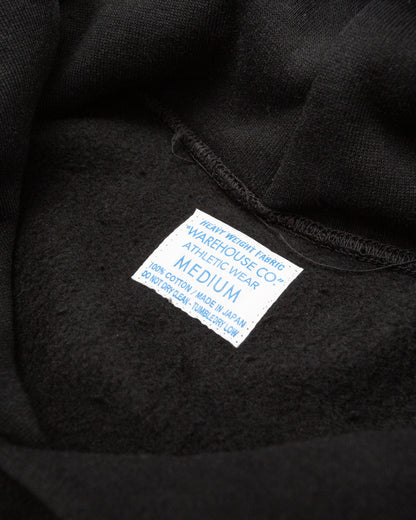 HEAVY WEIGHT FABRIC
"WAREHOUSE CO."
ATHLETIC WEAR
MEDIUM
100% COTTON / MADE IN JAPAN
DO NOT DRY CLEAN - TUMBLE DRY LOW